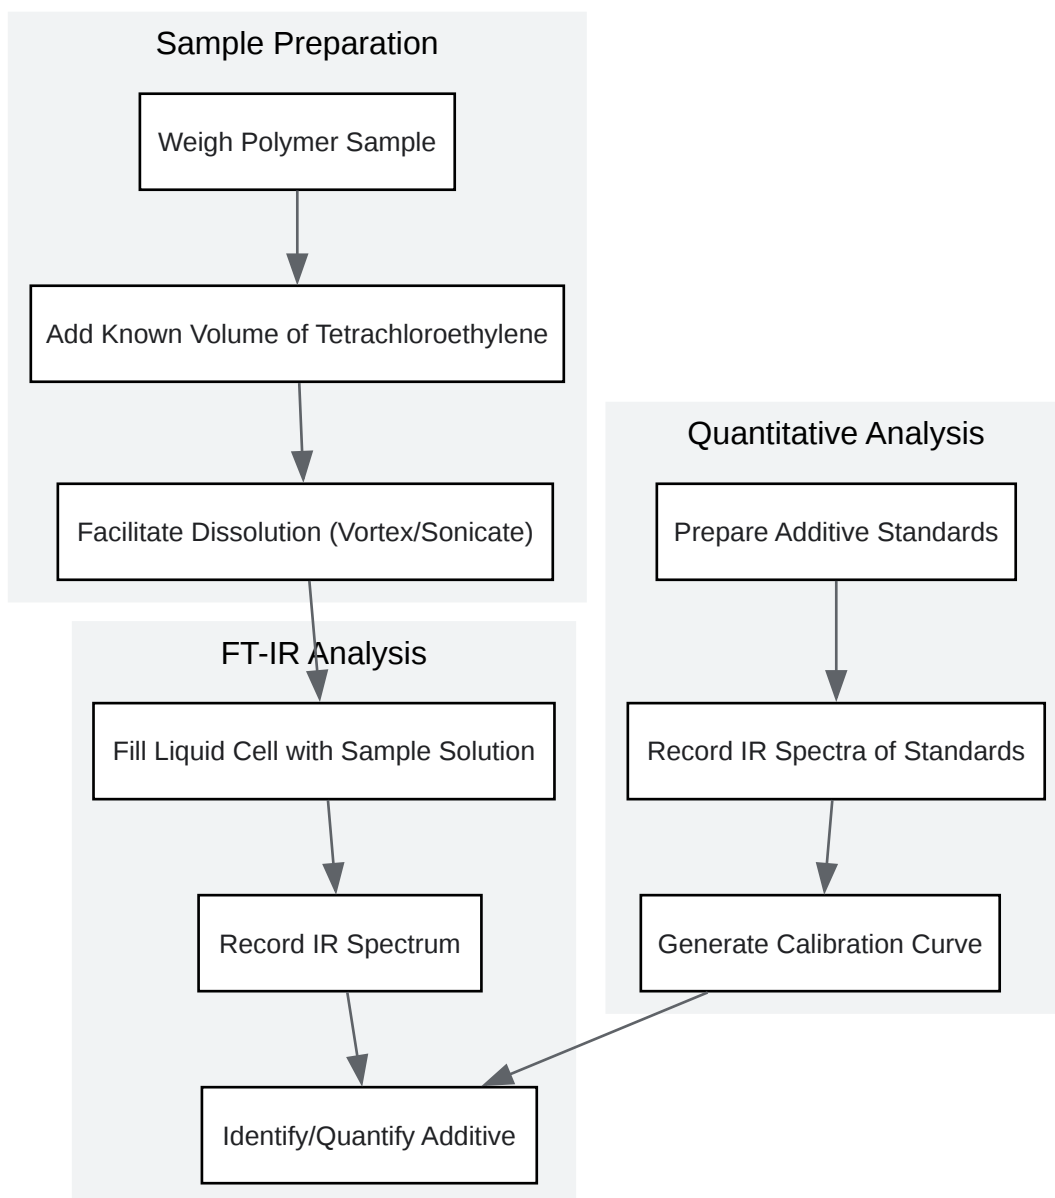 Sample Preparation
Weigh Polymer Sample
Add Known Volume of Tetrachloroethylene
Facilitate Dissolution (Vortex/Sonicate)
FT-IR Analysis
Fill Liquid Cell with Sample Solution
Record IR Spectrum
Identify/Quantify Additive
Quantitative Analysis
Prepare Additive Standards
Record IR Spectra of Standards
Generate Calibration Curve